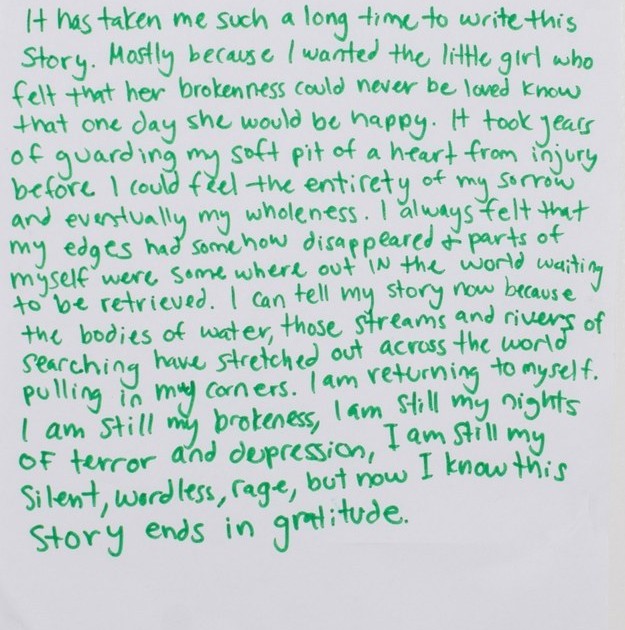 It has taken me such a long time to write this
Story. Mostly because I wanted the little girl who
felt that her brokenness could never be loved know
that one day she would be happy. It took years
of guarding my soft pit of a heart from injury
before I could feel the entirety of my sorrow
and eventually my wholeness. I always felt that
my edges had somehow disappeared & parts of
myself were some where out in the world waiting
to be retrieved. I can tell my story now because
the bodies of water, those streams and rivers of
searching have stretched out across the world
pulling in my corners. I am returning to myself.
I am still my brokeness, I am still my nights
of terror and depression, I am still my
Silent, wordless, rage, but now I know this
Story ends in gratitude.